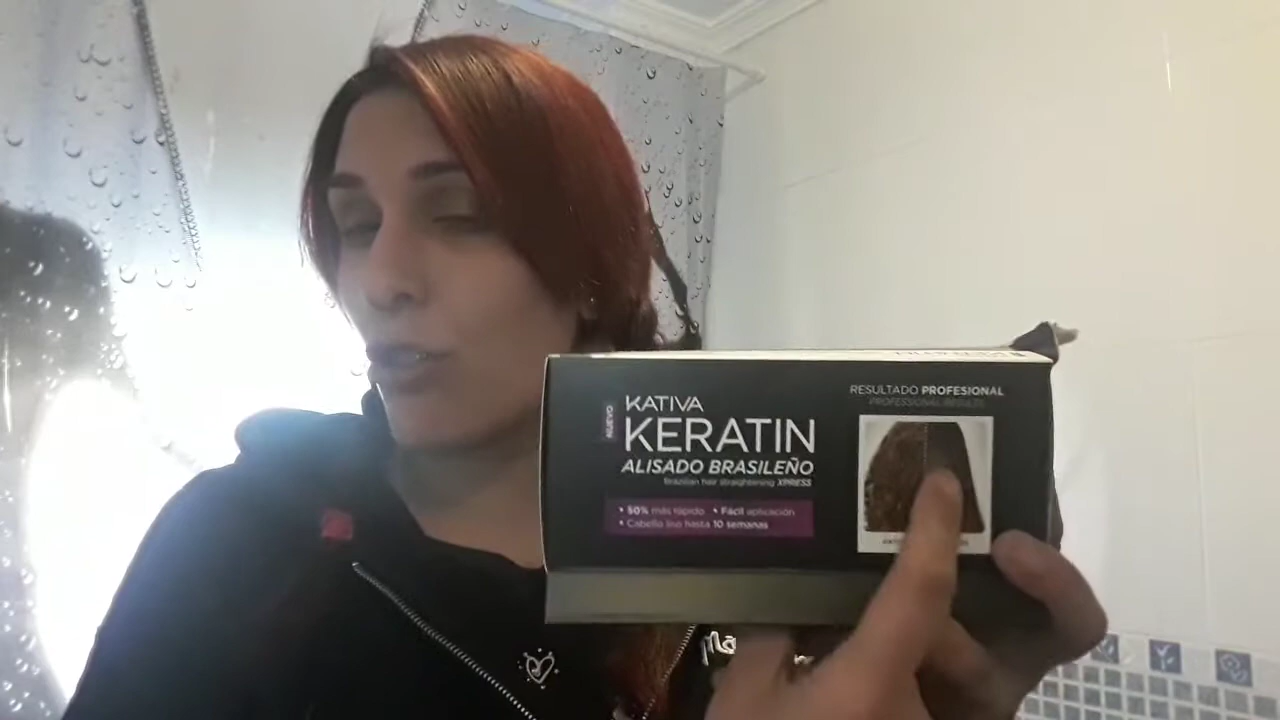 NUEVO
KATIVA
KERATIN
ALISADO BRASILEÑO
Brazilian hair straightening XPRESS
• 50% más rápido • Fácil aplicación
• Cabello liso hasta 10 semanas
RESULTADO PROFESIONAL
PROFESSIONAL RESULTS